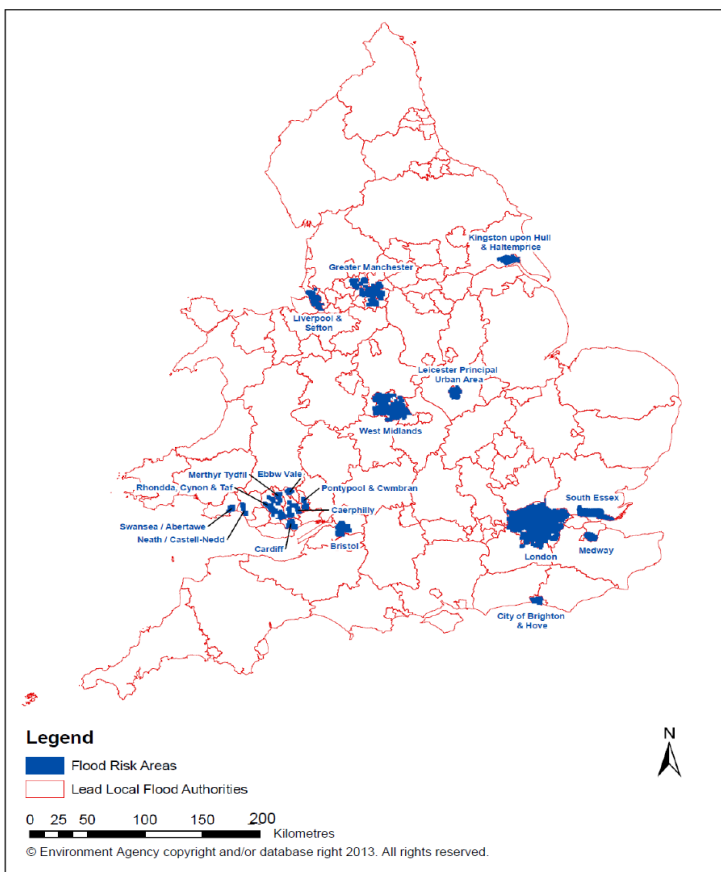 Kingston upon Hull
& Haltemprice
Greater Manchester
Liverpool &
Sefton
Leicester Principal
Urban Area
West Midlands
Merthyr Tydfil
Ebbw Vale
Rhondda, Cynon & Taf
Pontypool & Cwmbran
Caerphilly
Swansea / Abertawe
Neath / Castell-Nedd
Cardiff
Bristol
South Essex
London
Medway
City of Brighton
& Hove
Legend
Flood Risk Areas
Lead Local Flood Authorities
N
0 25 50 100 150 200
Kilometres
© Environment Agency copyright and/or database right 2013. All rights reserved.